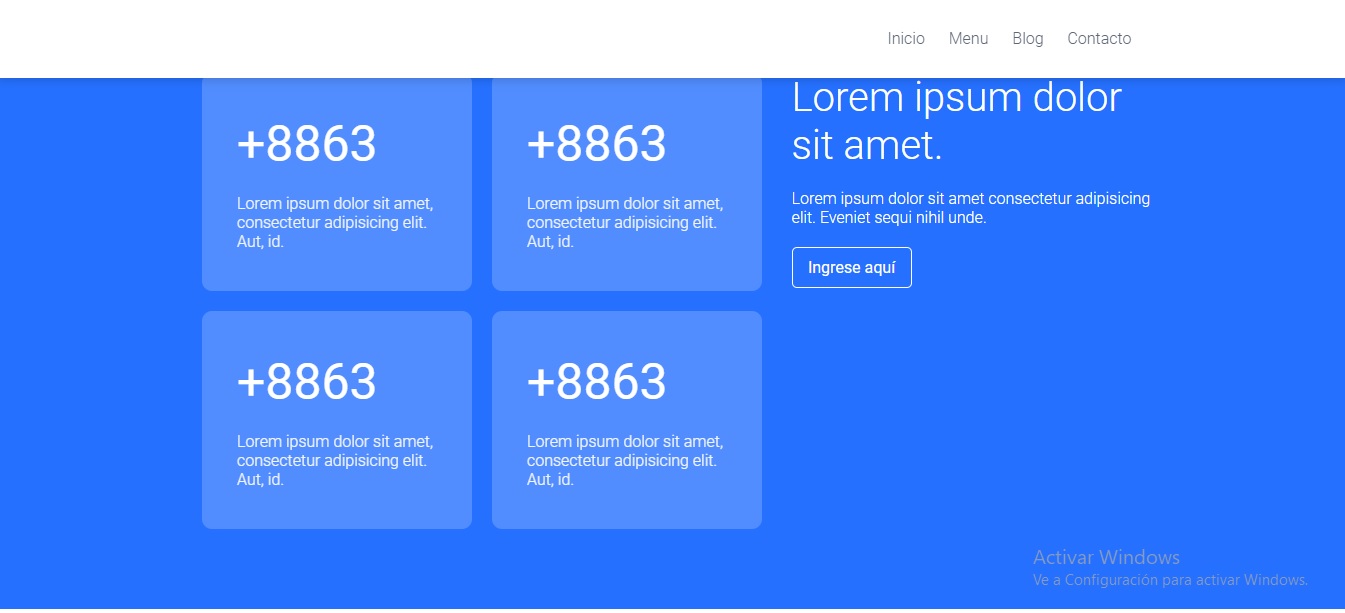 Inicio Menu Blog Contacto
+8863
Lorem ipsum dolor sit amet,
consectetur adipisicing elit.
Aut, id.
+8863
Lorem ipsum dolor sit amet,
consectetur adipisicing elit.
Aut, id.
+8863
Lorem ipsum dolor sit amet,
consectetur adipisicing elit.
Aut, id.
+8863
Lorem ipsum dolor sit amet,
consectetur adipisicing elit.
Aut, id.
Lorem ipsum dolor
sit amet.
Lorem ipsum dolor sit amet consectetur adipisicing
elit. Eveniet sequi nihil unde.
Ingrese aquí
Activar Windows
Ve a Configuración para activar Windows.